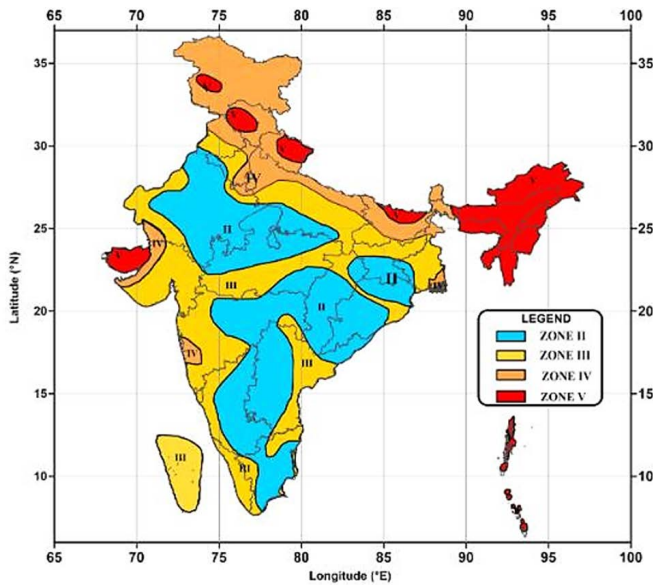 65 70 75 80 85 90 95 100
35 35
V
V
30 V 30
IV
V V
25 II 25
IV
V
III II IV
20 II 20
IV
III
15 15
III III
10 10
LEGEND
ZONE II
ZONE III
ZONE IV
ZONE V
65 70 75 80 85 90 95 100
Latitude (°N)
Longitude (°E)